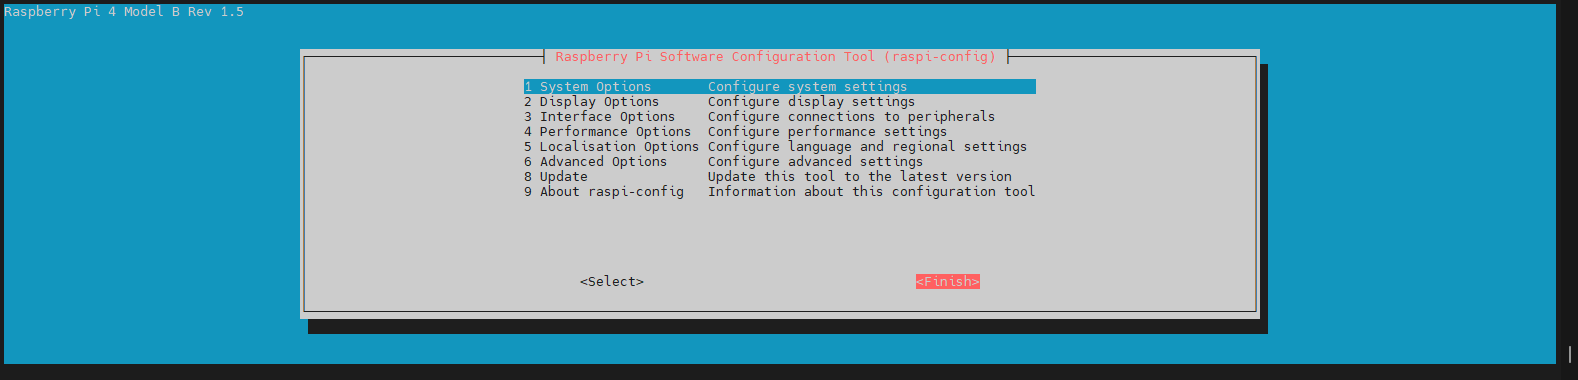 Raspberry Pi 4 Model B Rev 1.5
Raspberry Pi Software Configuration Tool (raspi-config)
1 System Options Configure system settings
2 Display Options Configure display settings
3 Interface Options Configure connections to peripherals
4 Performance Options Configure performance settings
5 Localisation Options Configure language and regional settings
6 Advanced Options Configure advanced settings
8 Update Update this tool to the latest version
9 About raspi-config Information about this configuration tool
<Select> <Finish>